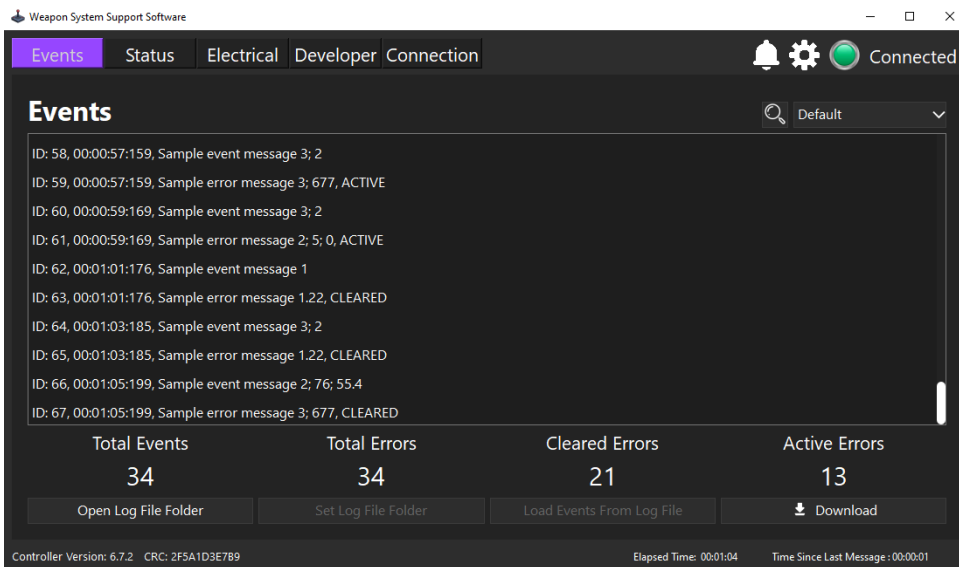 Weapon System Support Software
Events Status Electrical Developer Connection Connected
Events Default
ID: 58, 00:00:57:159, Sample event message 3; 2
ID: 59, 00:00:57:159, Sample error message 3; 677, ACTIVE
ID: 60, 00:00:59:169, Sample event message 3; 2
ID: 61, 00:00:59:169, Sample error message 2; 5; 0, ACTIVE
ID: 62, 00:01:01:176, Sample event message 1
ID: 63, 00:01:01:176, Sample error message 1.22, CLEARED
ID: 64, 00:01:03:185, Sample event message 3; 2
ID: 65, 00:01:03:185, Sample error message 1.22, CLEARED
ID: 66, 00:01:05:199, Sample event message 2; 76; 55.4
ID: 67, 00:01:05:199, Sample error message 3; 677, CLEARED
Total Events Total Errors Cleared Errors Active Errors
34 34 21 13
Open Log File Folder Set Log File Folder Load Events From Log File Download
Controller Version: 6.7.2 CRC: 2F5A1D3E7B9 Elapsed Time: 00:01:04 Time Since Last Message : 00:00:01